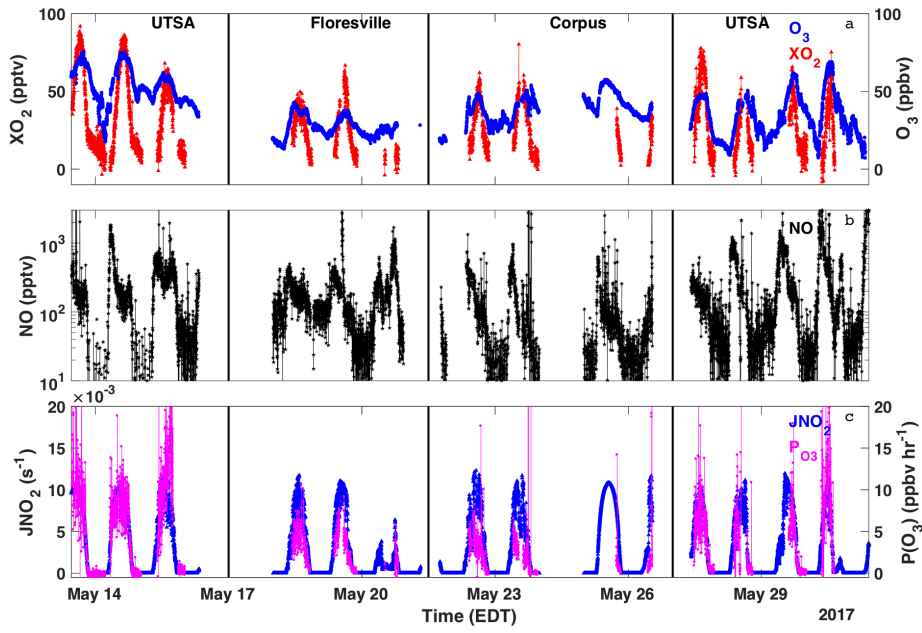 UTSA Floresville Corpus UTSA a
O3
XO2
100 50 0
XO2 (pptv)
100 50 0
O3 (ppbv)
NO b
10^3 10^2 10^1
NO (pptv)
×10^-3
JNO2 c
PO3
20 15 10 5 0
JNO2 (s^-1)
20 15 10 5 0
P(O3) (ppbv hr^-1)
May 14 May 17 May 20 May 23 May 26 May 29
Time (EDT)
2017